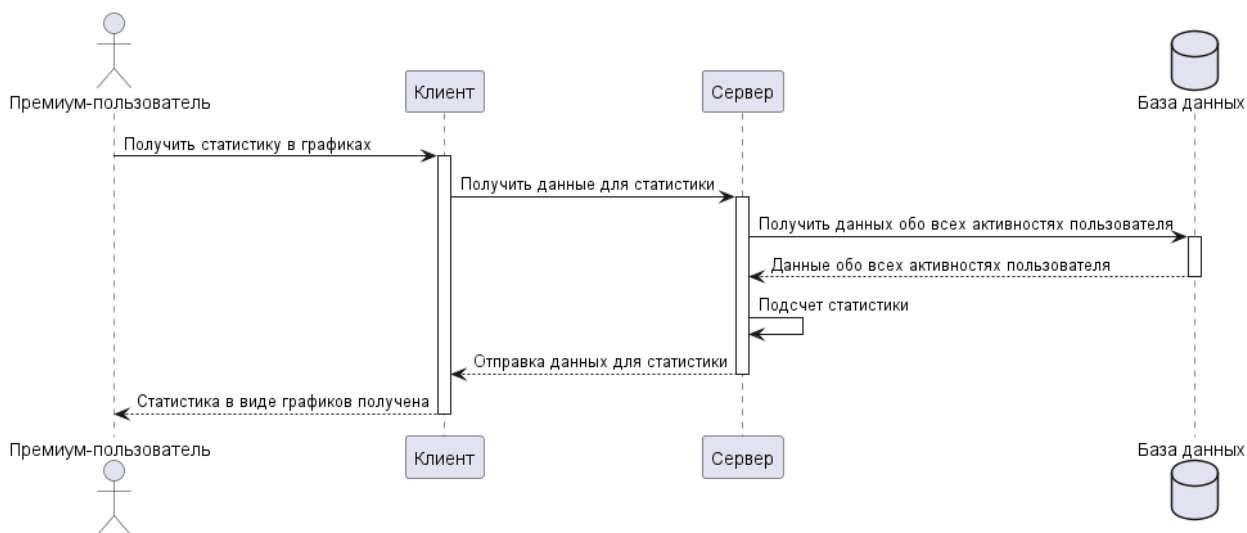 Премиум-пользователь
Клиент
Сервер
База данных
Получить статистику в графиках
Получить данные для статистики
Получить данных обо всех активностях пользователя
Данные обо всех активностях пользователя
Подсчет статистики
Отправка данных для статистики
Статистика в виде графиков получена
Премиум-пользователь
Клиент
Сервер
База данных